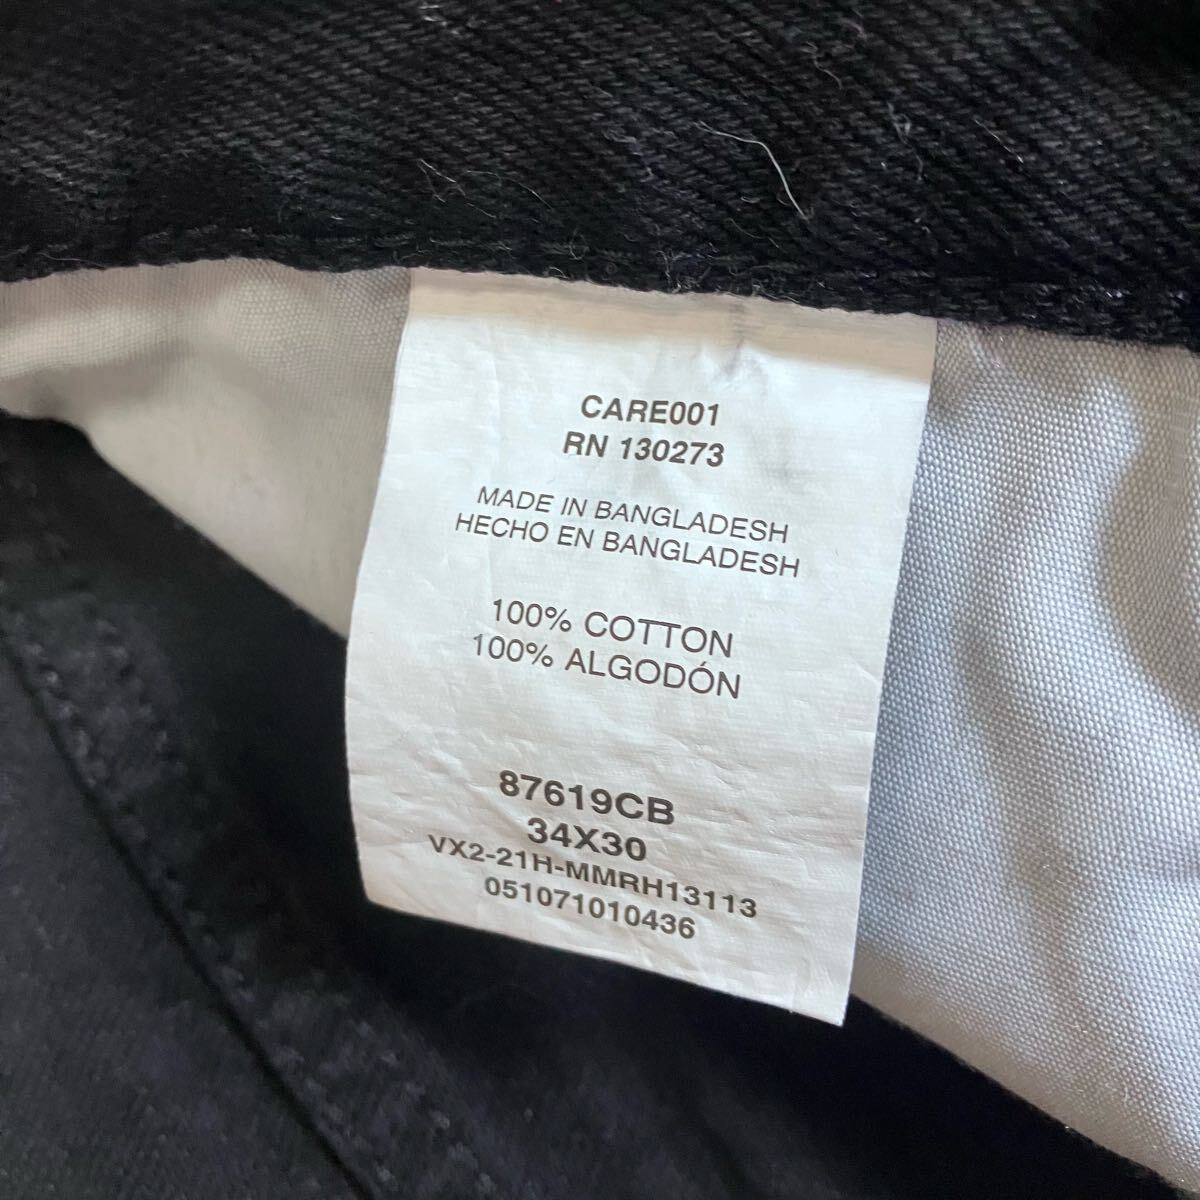 CARE001
RN 130273
MADE IN BANGLADESH
HECHO EN BANGLADESH
100% COTTON
100% ALGODÓN
87619CB
34X30
VX2-21H-MMRH13113
051071010436